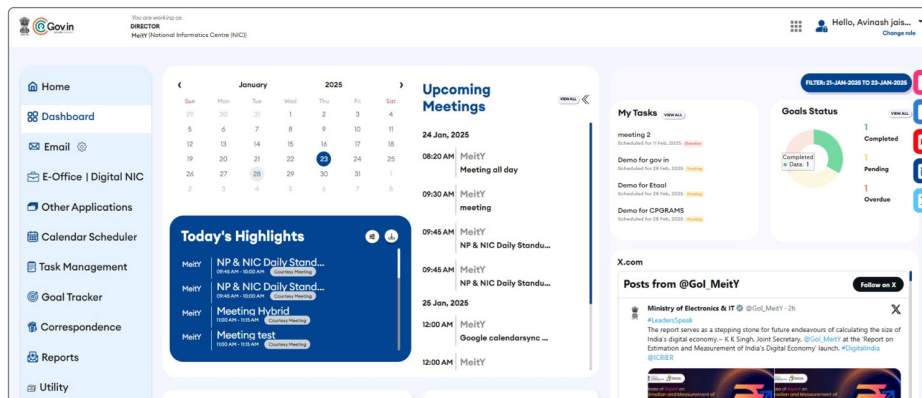 Gov.in
You are working as:
DIRECTOR
MeitY (National Informatics Centre (NIC))
Hello, Avinash jais...
Change role
Home
Dashboard
Email
E-Office | Digital NIC
Other Applications
Calendar Scheduler
Task Management
Goal Tracker
Correspondence
Reports
Utility
January 2025
Sun Mon Tue Wed Thu Fri Sat
29 30 31 1 2 3 4
5 6 7 8 9 10 11
12 13 14 15 16 17 18
19 20 21 22 23 24 25
26 27 28 29 30 31 1
2 3 4 5 6 7 8
Today's Highlights
MeitY NP & NIC Daily Stand...
09:45 AM - 10:00 AM Courtesy Meeting
MeitY NP & NIC Daily Stand...
09:45 AM - 10:00 AM Courtesy Meeting
MeitY Meeting Hybrid
11:00 AM - 11:15 AM Courtesy Meeting
MeitY Meeting test
11:00 AM - 11:15 AM Courtesy Meeting
Upcoming
Meetings
VIEW ALL
24 Jan, 2025
08:20 AM MeitY
Meeting all day
09:30 AM MeitY
meeting
09:45 AM MeitY
NP & NIC Daily Standu...
09:45 AM MeitY
NP & NIC Daily Standu...
25 Jan, 2025
12:00 AM MeitY
Google calendarsync ...
12:00 AM MeitY
FILTER: 21-JAN-2025 TO 23-JAN-2025
My Tasks VIEW ALL
meeting 2
Scheduled for 11 Feb, 2025 Overdue
Demo for gov in
Scheduled for 28 Feb, 2025 Pending
Demo for Etaal
Scheduled for 28 Feb, 2025 Pending
Demo for CPGRAMS
Scheduled for 28 Feb, 2025 Pending
Goals Status VIEW ALL
Completed
Data: 1
1
Completed
1
Pending
1
Overdue
X.com
Posts from @GoI_MeitY
Follow on X
Ministry of Electronics & IT @GoI_MeitY · 2h
#LeadersSpeak
The report serves as a stepping stone for future endeavours of calculating the size of
India's digital economy.– K K Singh, Joint Secretary, @GoI_MeitY at the 'Report on
Estimation and Measurement of India's Digital Economy' launch. #DigitalIndia
@ICRIER